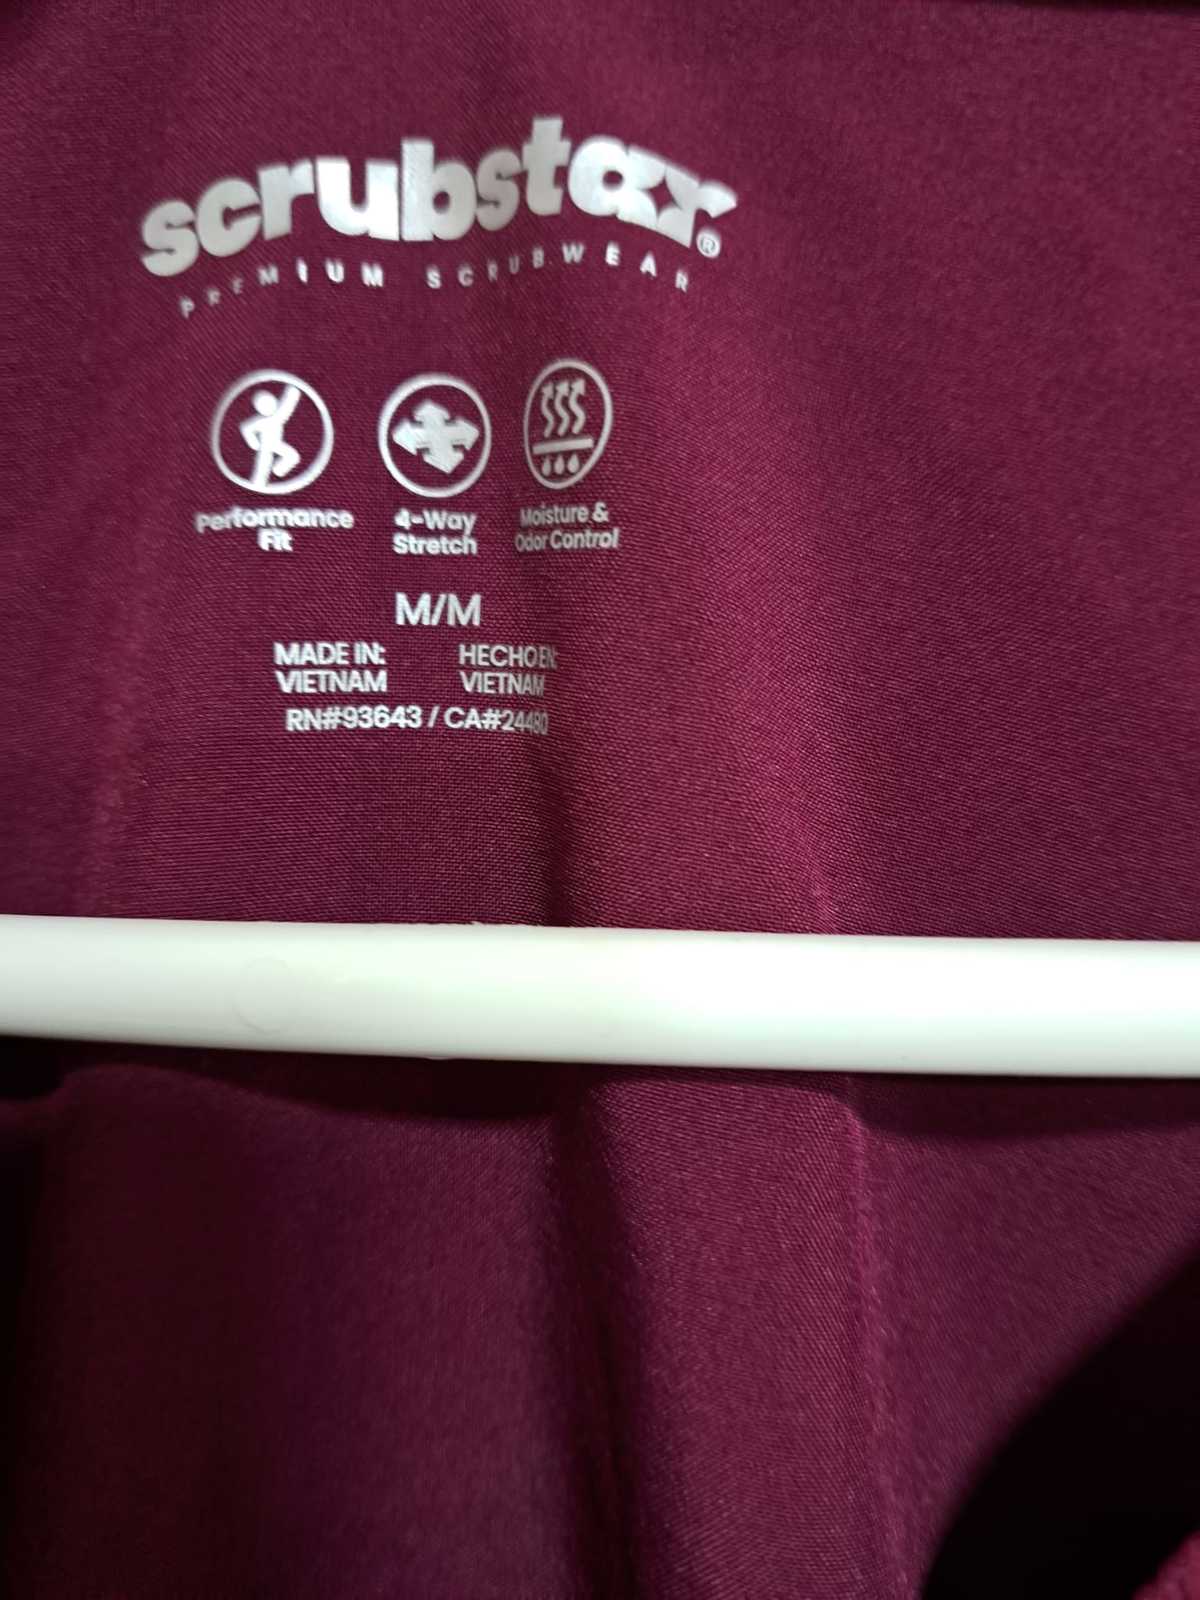 scrubstar®
PREMIUM SCRUBWEAR
Performance Fit
4-Way Stretch
Moisture & Odor Control
M/M
MADE IN: VIETNAM
HECHO EN: VIETNAM
RN#93643 / CA#24480